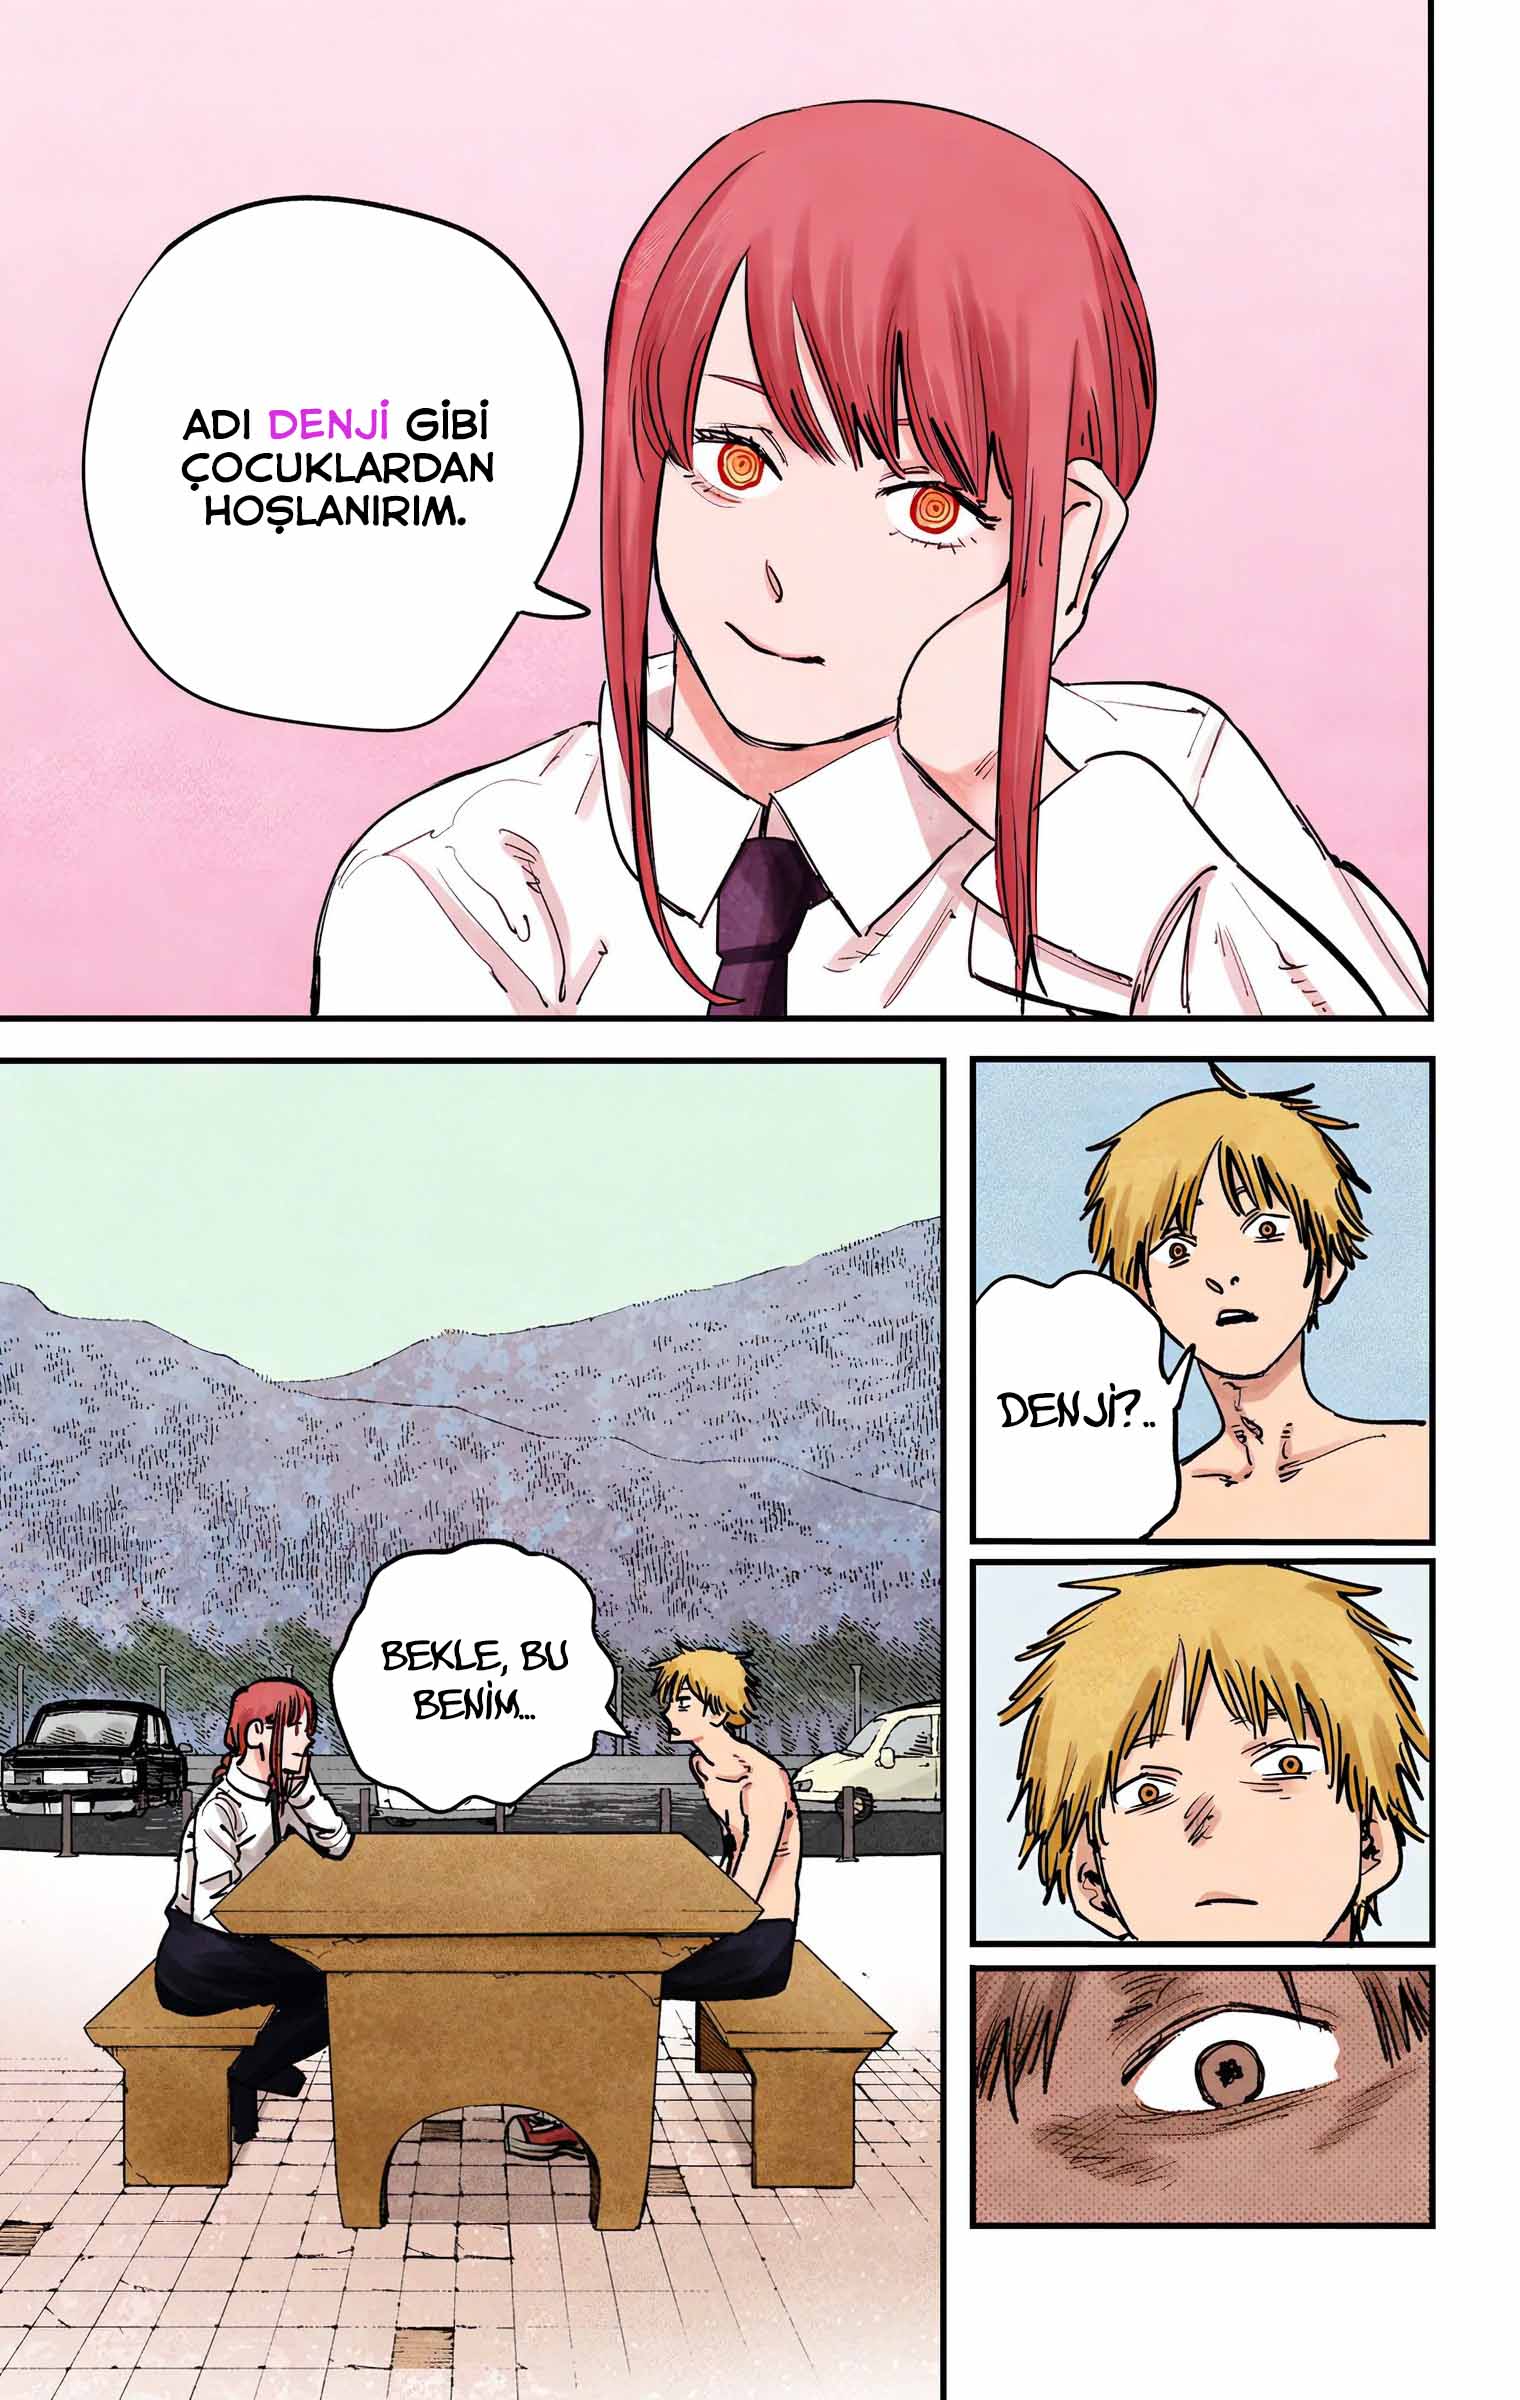 ADI DENJİ GİBİ
ÇOCUKLARDAN
HOŞLANIRIM.
DENJİ?..
BEKLE, BU
BENİM...